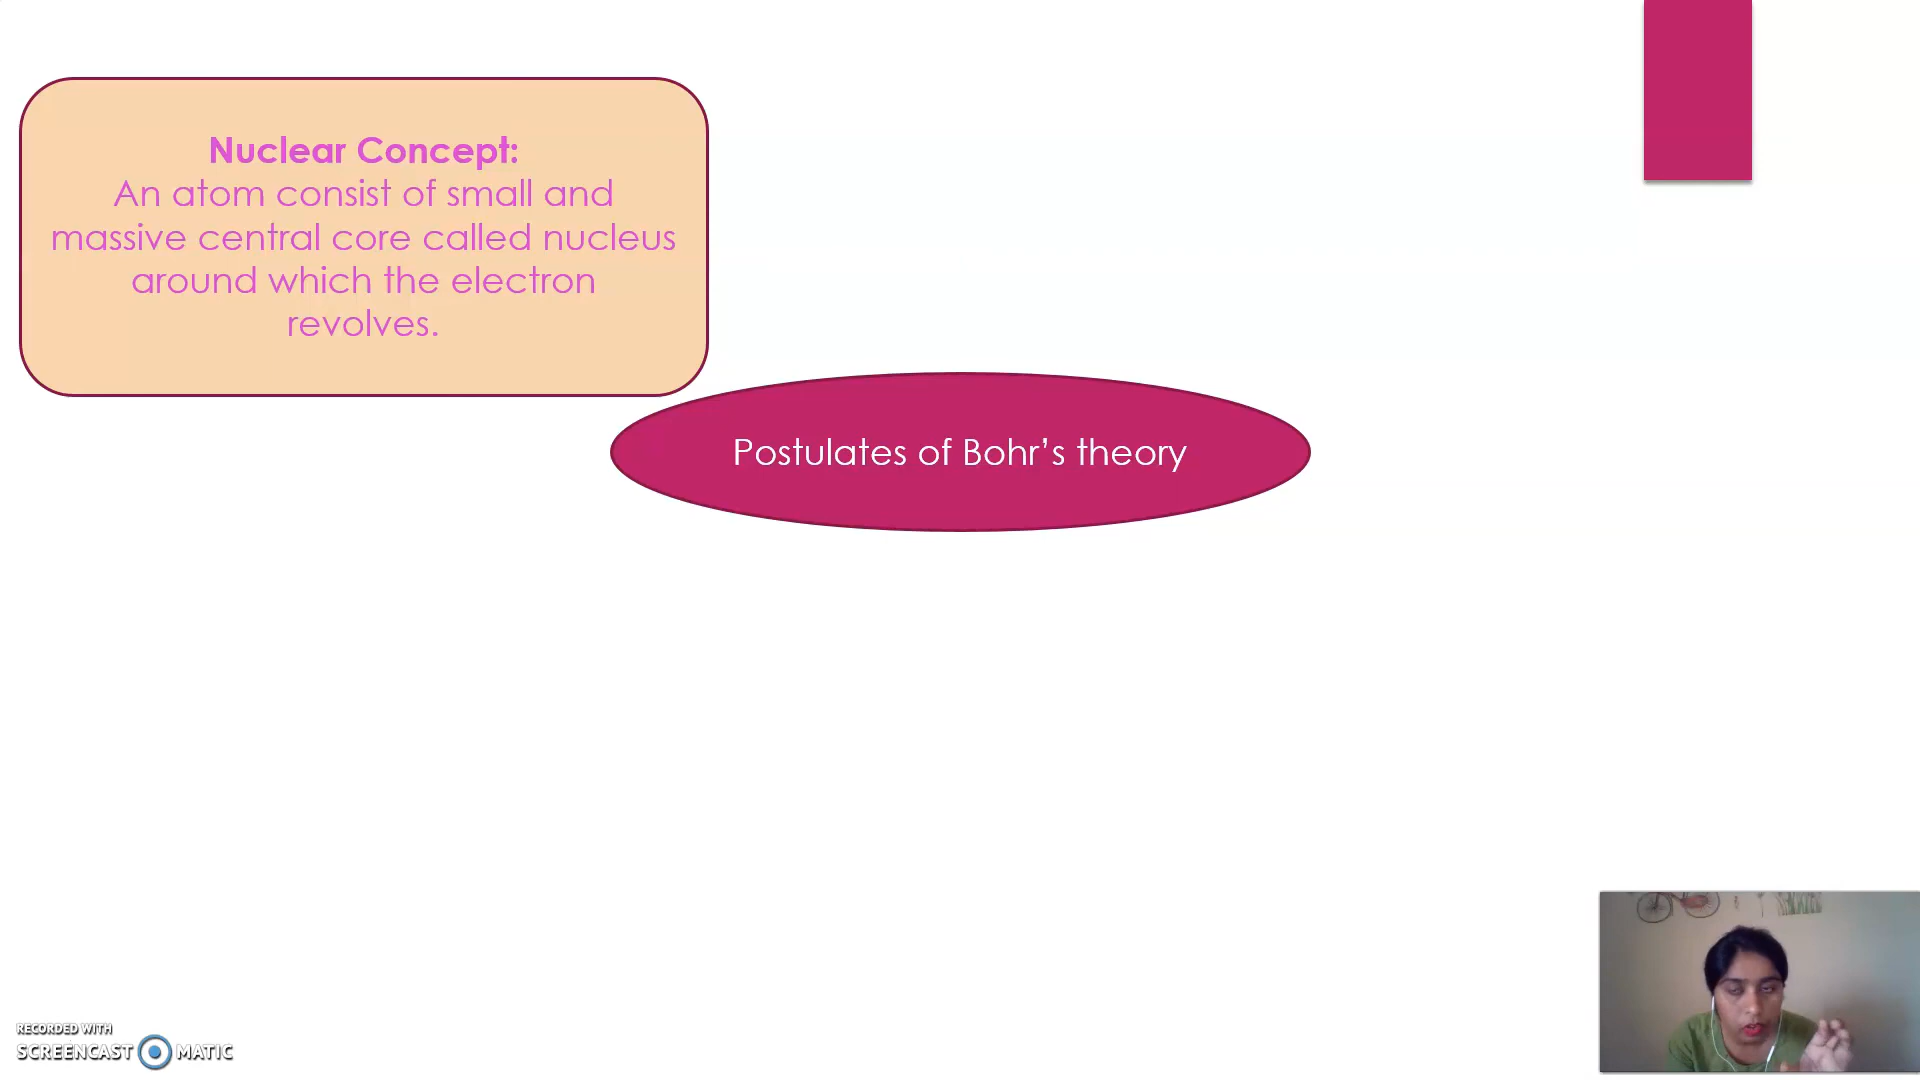 Nuclear Concept:
An atom consist of small and
massive central core called nucleus
around which the electron
revolves.
Postulates of Bohr’s theory
RECORDED WITH
SCREENCAST MATIC